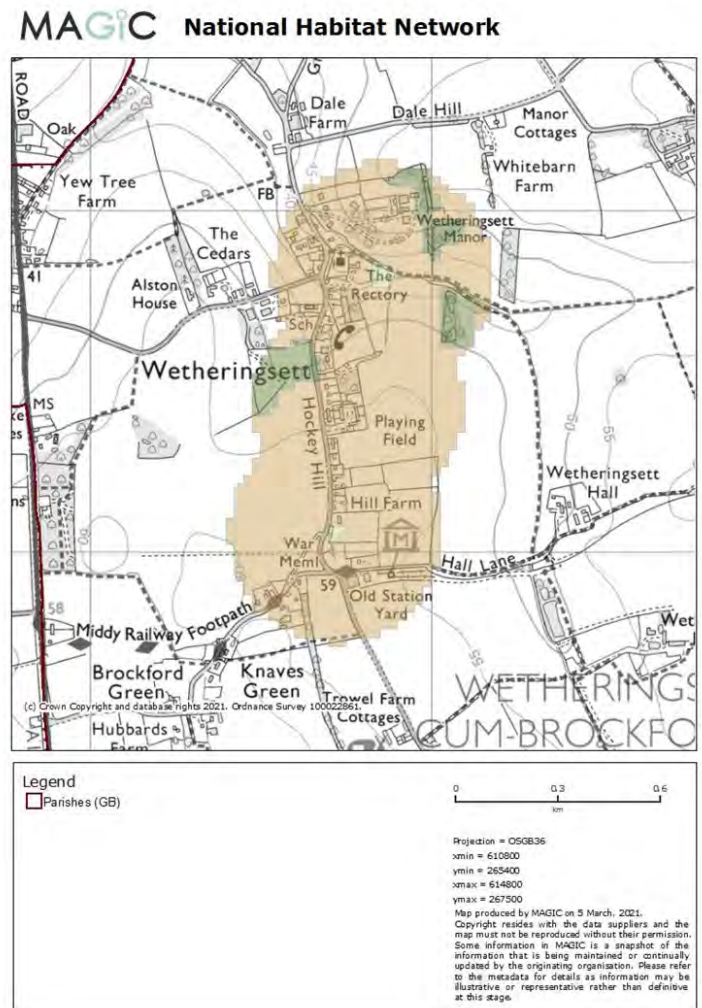 MAGiC National Habitat Network
ROAD
Oak
Dale
Farm
Dale Hill
Manor
Cottages
Yew Tree
Farm
FB
Whitebarn
Farm
The
Cedars
Wetheringsett
Manor
41
Alston
House
The
Rectory
Sch
Wetheringsett
MS
Hockey Hill
Playing
Field
Wetheringsett
Hall
Hill Farm
60
55
60
War
Meml
M
Hall Lane
59
Old Station
Yard
58
Middy Railway Footpath
55
Brockford
Green
Knaves
Green
WETHERINGS
(c) Crown Copyright and database rights 2021. Ordnance Survey 100022861.
Trowel Farm
Cottages
CUM-BROCKFO
Hubbards
Farm
Legend
Parishes (GB)
0 0.3 0.6
km
Projection = OSGB36
xmin = 610800
ymin = 265400
xmax = 614800
ymax = 267500
Map produced by MAGIC on 5 March, 2021.
Copyright resides with the data suppliers and the
map must not be reproduced without their permission.
Some information in MAGIC is a snapshot of the
information that is being maintained or continually
updated by the originating organisation. Please refer
to the metadata for details as information may be
illustrative or representative rather than definitive
at this stage.